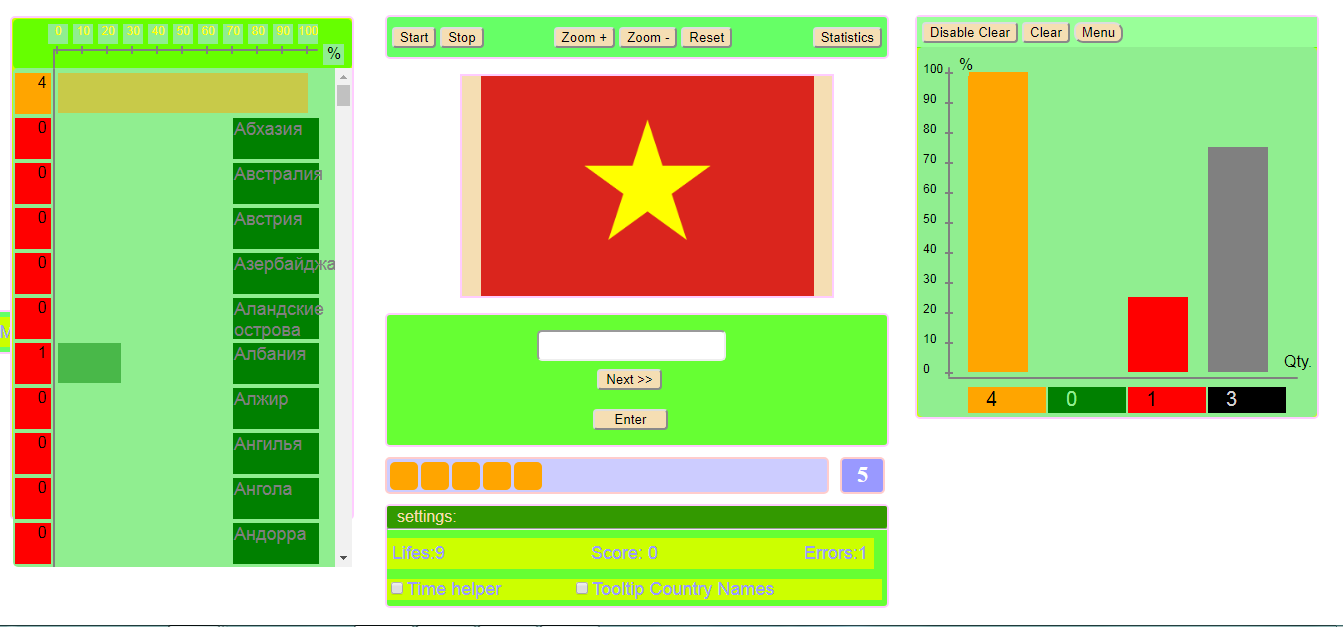 0 10 20 30 40 50 60 70 80 90 100
%
4
0 Абхазия
0 Австралия
0 Австрия
0 Азербайджа
0 Аландские
острова
1 Албания
0 Алжир
0 Ангилья
0 Ангола
0 Андорра
M
Start Stop Zoom + Zoom - Reset Statistics
Next >>
Enter
5
settings:
Lifes:9 Score: 0 Errors:1
Time helper Tooltip Country Names
Disable Clear Clear Menu
%
100
90
80
70
60
50
40
30
20
10
0
Qty.
4 0 1 3